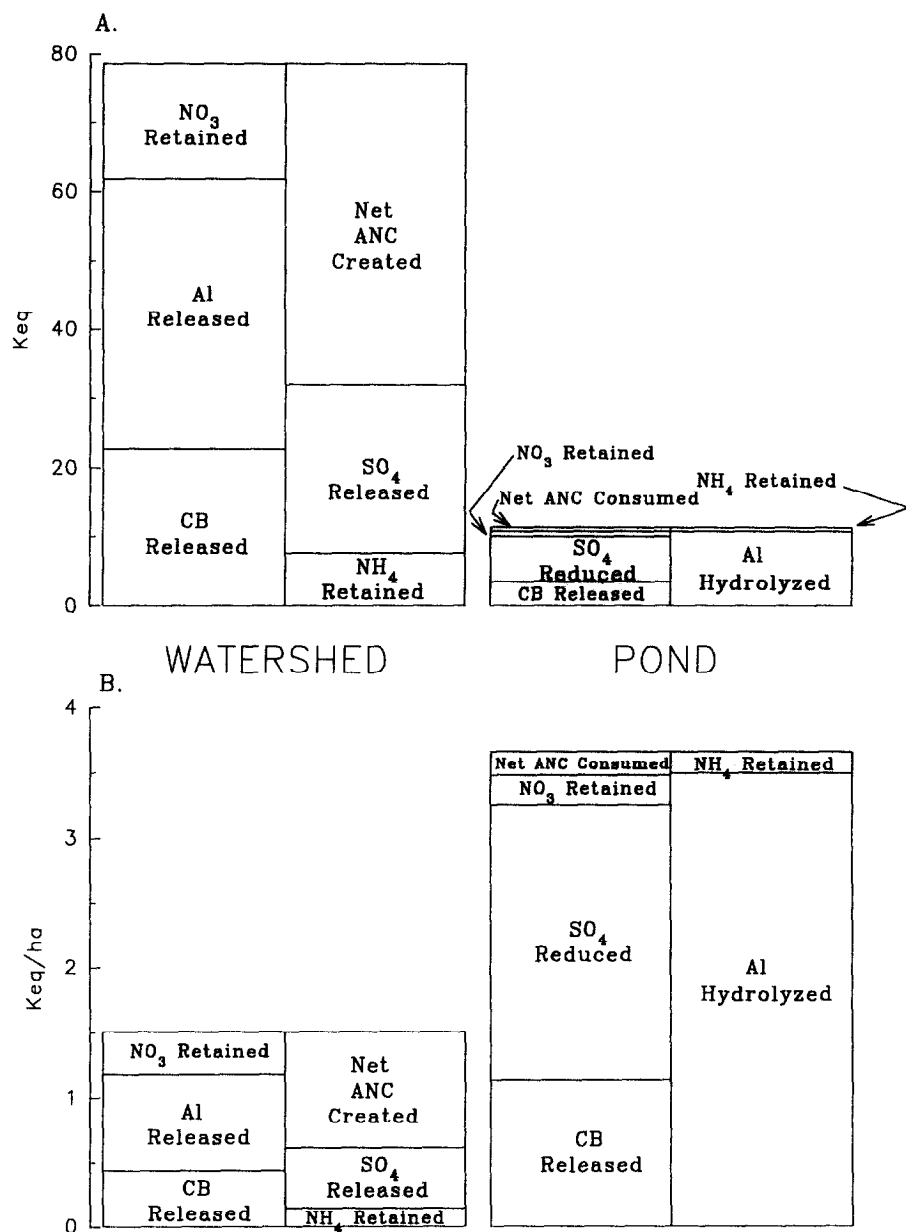 A.
80
60
40
20
0
Keq
NO3
Retained
Al
Released
CB
Released
Net
ANC
Created
SO4
Released
NH4
Retained
NO3 Retained
Net ANC Consumed
NH4 Retained
SO4
Reduced
CB Released
Al
Hydrolyzed
WATERSHED
POND
B.
4
3
2
1
0
Keq/ha
NO3 Retained
Al
Released
CB
Released
Net
ANC
Created
SO4
Released
NH4 Retained
Net ANC Consumed
NO3 Retained
SO4
Reduced
CB
Released
NH4 Retained
Al
Hydrolyzed